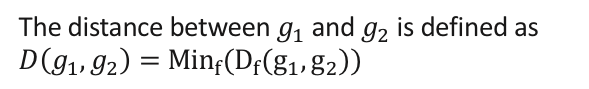 The distance between g₁ and g₂ is defined as
D(g₁, g₂) = Minf(Df(g₁, g₂))